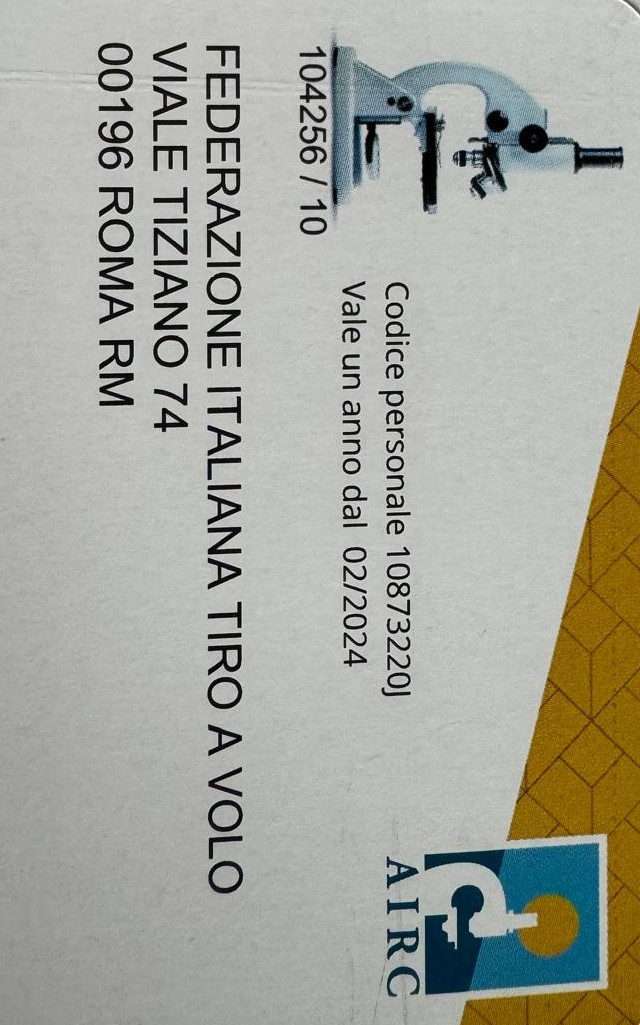 AIRC
Codice personale 10873220J
Vale un anno dal 02/2024
104256 / 10
FEDERAZIONE ITALIANA TIRO A VOLO
VIALE TIZIANO 74
00196 ROMA RM